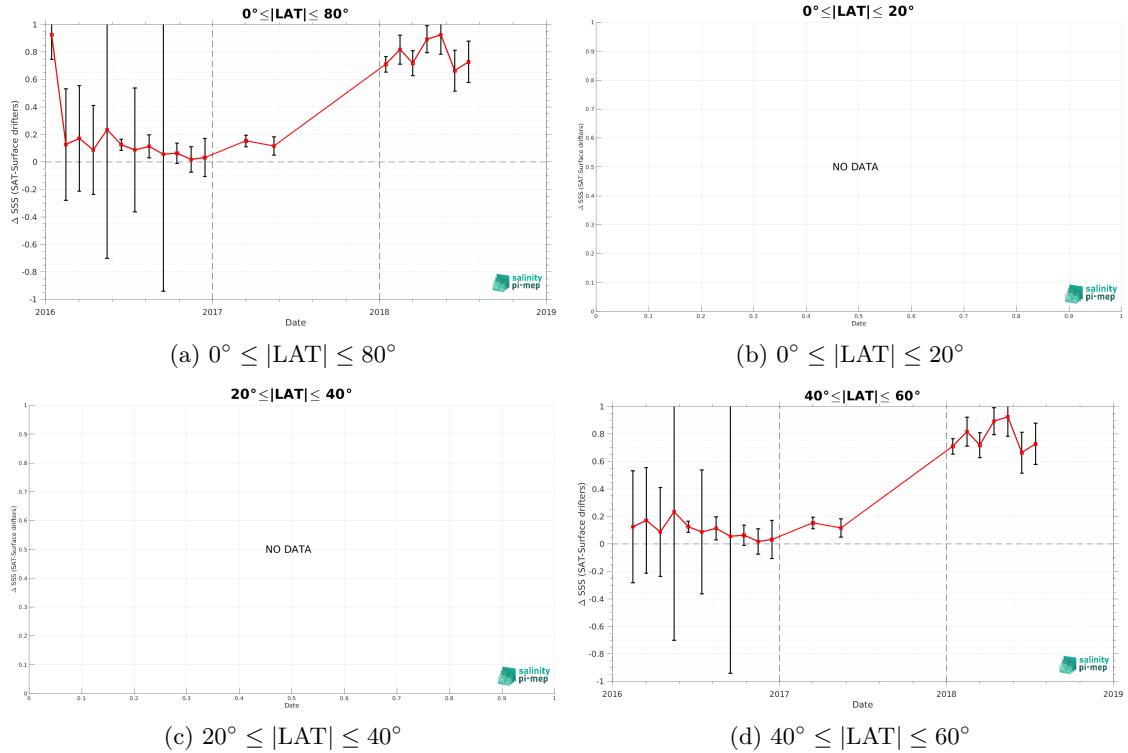 0°≤|LAT|≤ 80°
1
0.8
0.6
0.4
0.2
0
-0.2
-0.4
-0.6
-0.8
-1
Δ SSS (SAT-Surface drifters)
2016
2017
2018
2019
Date
salinity
pi-mep
(a) 0° ≤ |LAT| ≤ 80°
0°≤|LAT|≤ 20°
1
0.9
0.8
0.7
0.6
0.5
0.4
0.3
0.2
0.1
0
Δ SSS (SAT-Surface drifters)
NO DATA
0 0.1 0.2 0.3 0.4 0.5 0.6 0.7 0.8 0.9 1
Date
salinity
pi-mep
(b) 0° ≤ |LAT| ≤ 20°
20°≤|LAT|≤ 40°
1
0.9
0.8
0.7
0.6
0.5
0.4
0.3
0.2
0.1
0
Δ SSS (SAT-Surface drifters)
NO DATA
0 0.1 0.2 0.3 0.4 0.5 0.6 0.7 0.8 0.9 1
Date
salinity
pi-mep
(c) 20° ≤ |LAT| ≤ 40°
40°≤|LAT|≤ 60°
1
0.8
0.6
0.4
0.2
0
-0.2
-0.4
-0.6
-0.8
-1
Δ SSS (SAT-Surface drifters)
2016
2017
2018
2019
Date
salinity
pi-mep
(d) 40° ≤ |LAT| ≤ 60°